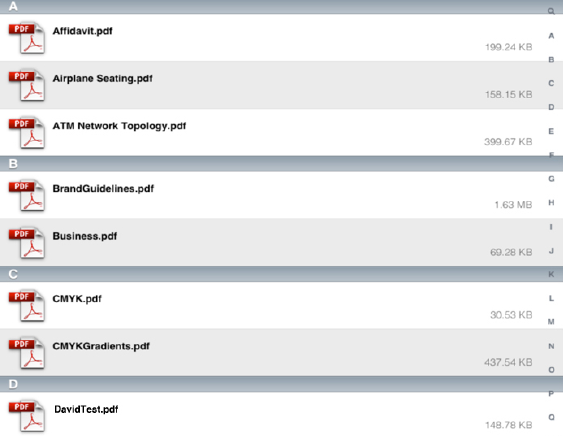 A
PDF Affidavit.pdf
199.24 KB
PDF Airplane Seating.pdf
158.15 KB
PDF ATM Network Topology.pdf
399.67 KB
B
PDF BrandGuidelines.pdf
1.63 MB
PDF Business.pdf
69.28 KB
C
PDF CMYK.pdf
30.53 KB
PDF CMYKGradients.pdf
437.54 KB
D
PDF DavidTest.pdf
148.78 KB
A
B
C
D
E
F
G
H
I
J
K
L
M
N
O
P
Q